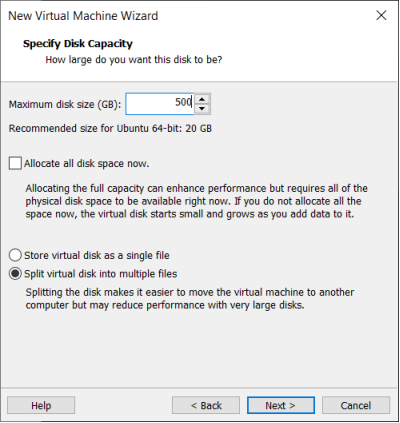 New Virtual Machine Wizard
Specify Disk Capacity
How large do you want this disk to be?
Maximum disk size (GB): 500
Recommended size for Ubuntu 64-bit: 20 GB
Allocate all disk space now.
Allocating the full capacity can enhance performance but requires all of the
physical disk space to be available right now. If you do not allocate all the
space now, the virtual disk starts small and grows as you add data to it.
Store virtual disk as a single file
Split virtual disk into multiple files
Splitting the disk makes it easier to move the virtual machine to another
computer but may reduce performance with very large disks.
Help < Back Next > Cancel